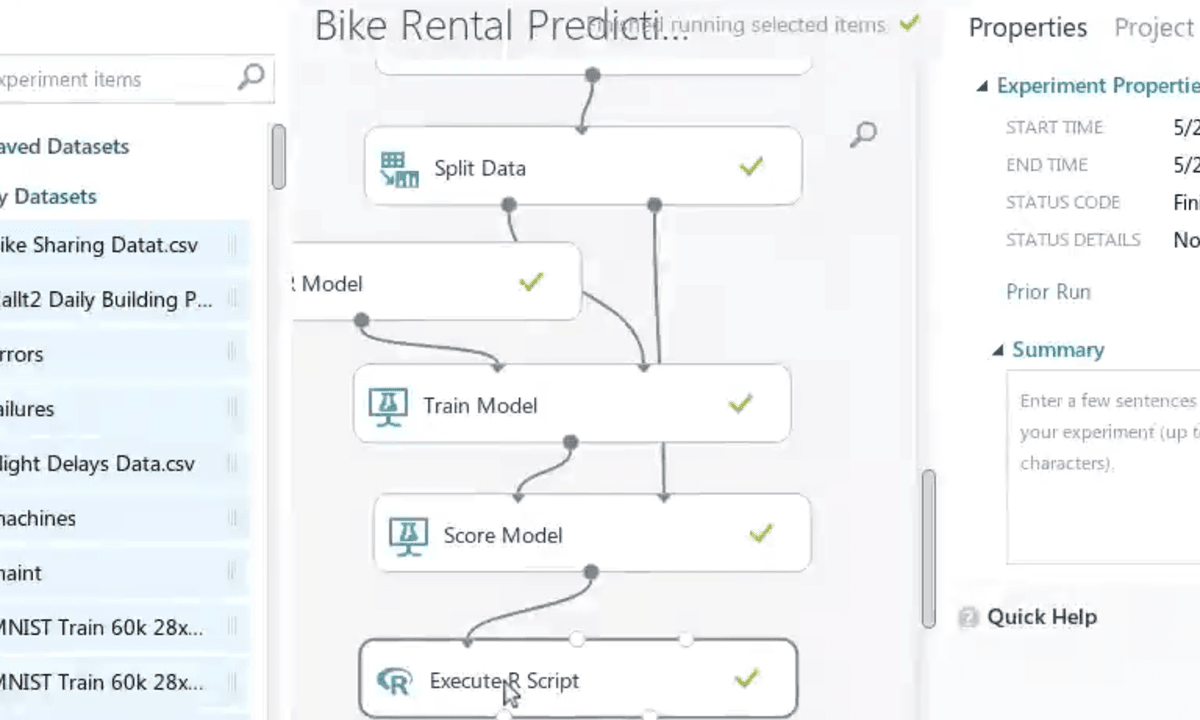 Bike Rental Predicti...
running selected items
Properties Project
xperiment items
Experiment Propertie
START TIME 5/2
END TIME 5/2
STATUS CODE Fin
STATUS DETAILS No
Prior Run
Summary
Enter a few sentences
your experiment (up t
characters).
Quick Help
aved Datasets
y Datasets
ike Sharing Datat.csv
allt2 Daily Building P...
rrors
ailures
light Delays Data.csv
nachines
naint
MNIST Train 60k 28x...
MNIST Train 60k 28x...
Split Data
R Model
Train Model
Score Model
Execute R Script